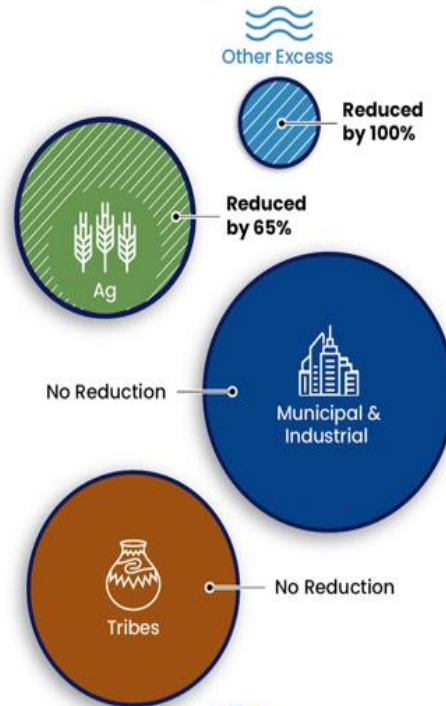 Other Excess
Reduced
by 100%
Reduced
by 65%
Ag
No Reduction
Municipal &
Industrial
No Reduction
Tribes